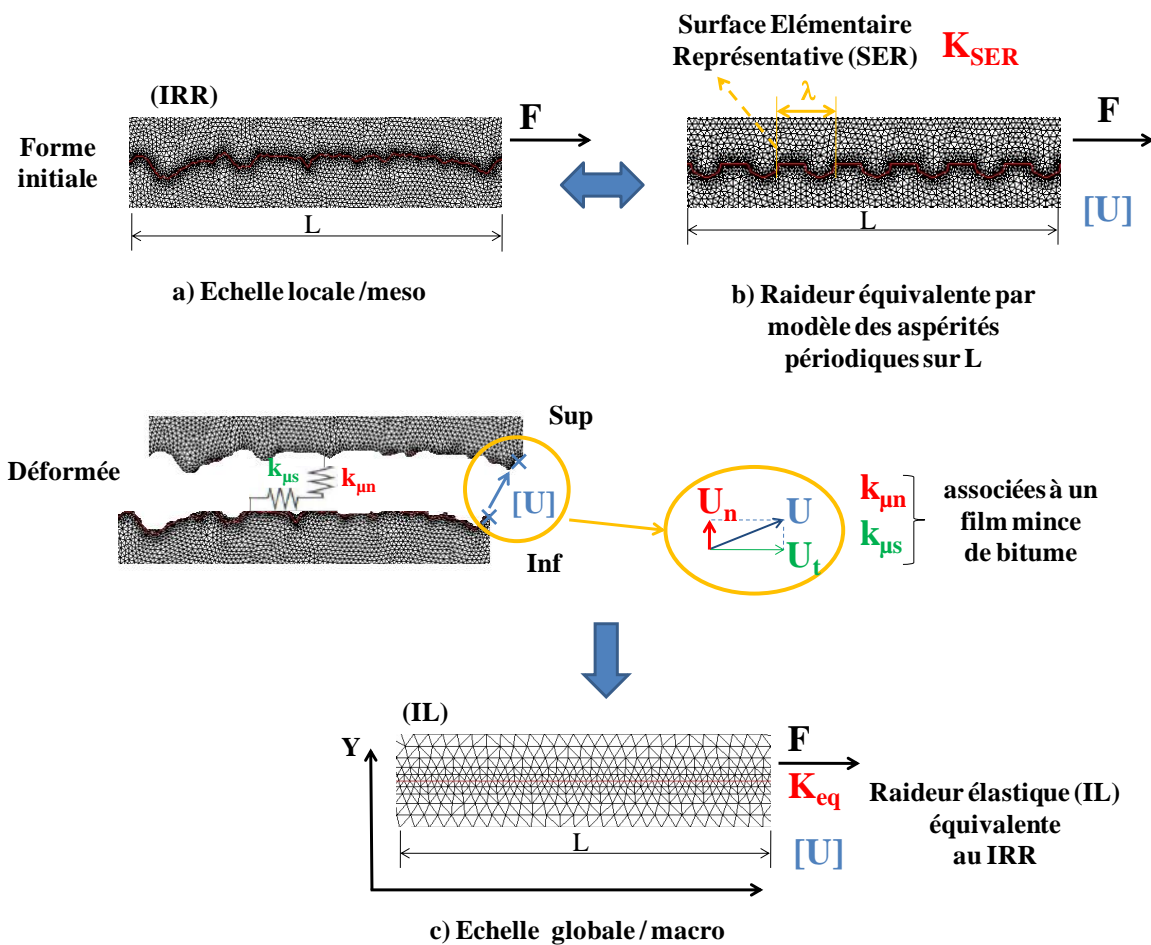 Surface Elémentaire
Représentative (SER)
K_SER
(IRR)
λ
F
F
Forme
initiale
[U]
L
L
a) Echelle locale /meso
b) Raideur équivalente par
modèle des aspérités
périodiques sur L
Sup
Déformée
k_μs
k_μn
[U]
Inf
U_n
U
U_t
k_μn
k_μs
associées à un
film mince
de bitume
(IL)
Y
F
K_eq
[U]
Raideur élastique (IL)
équivalente
au IRR
L
c) Echelle globale / macro